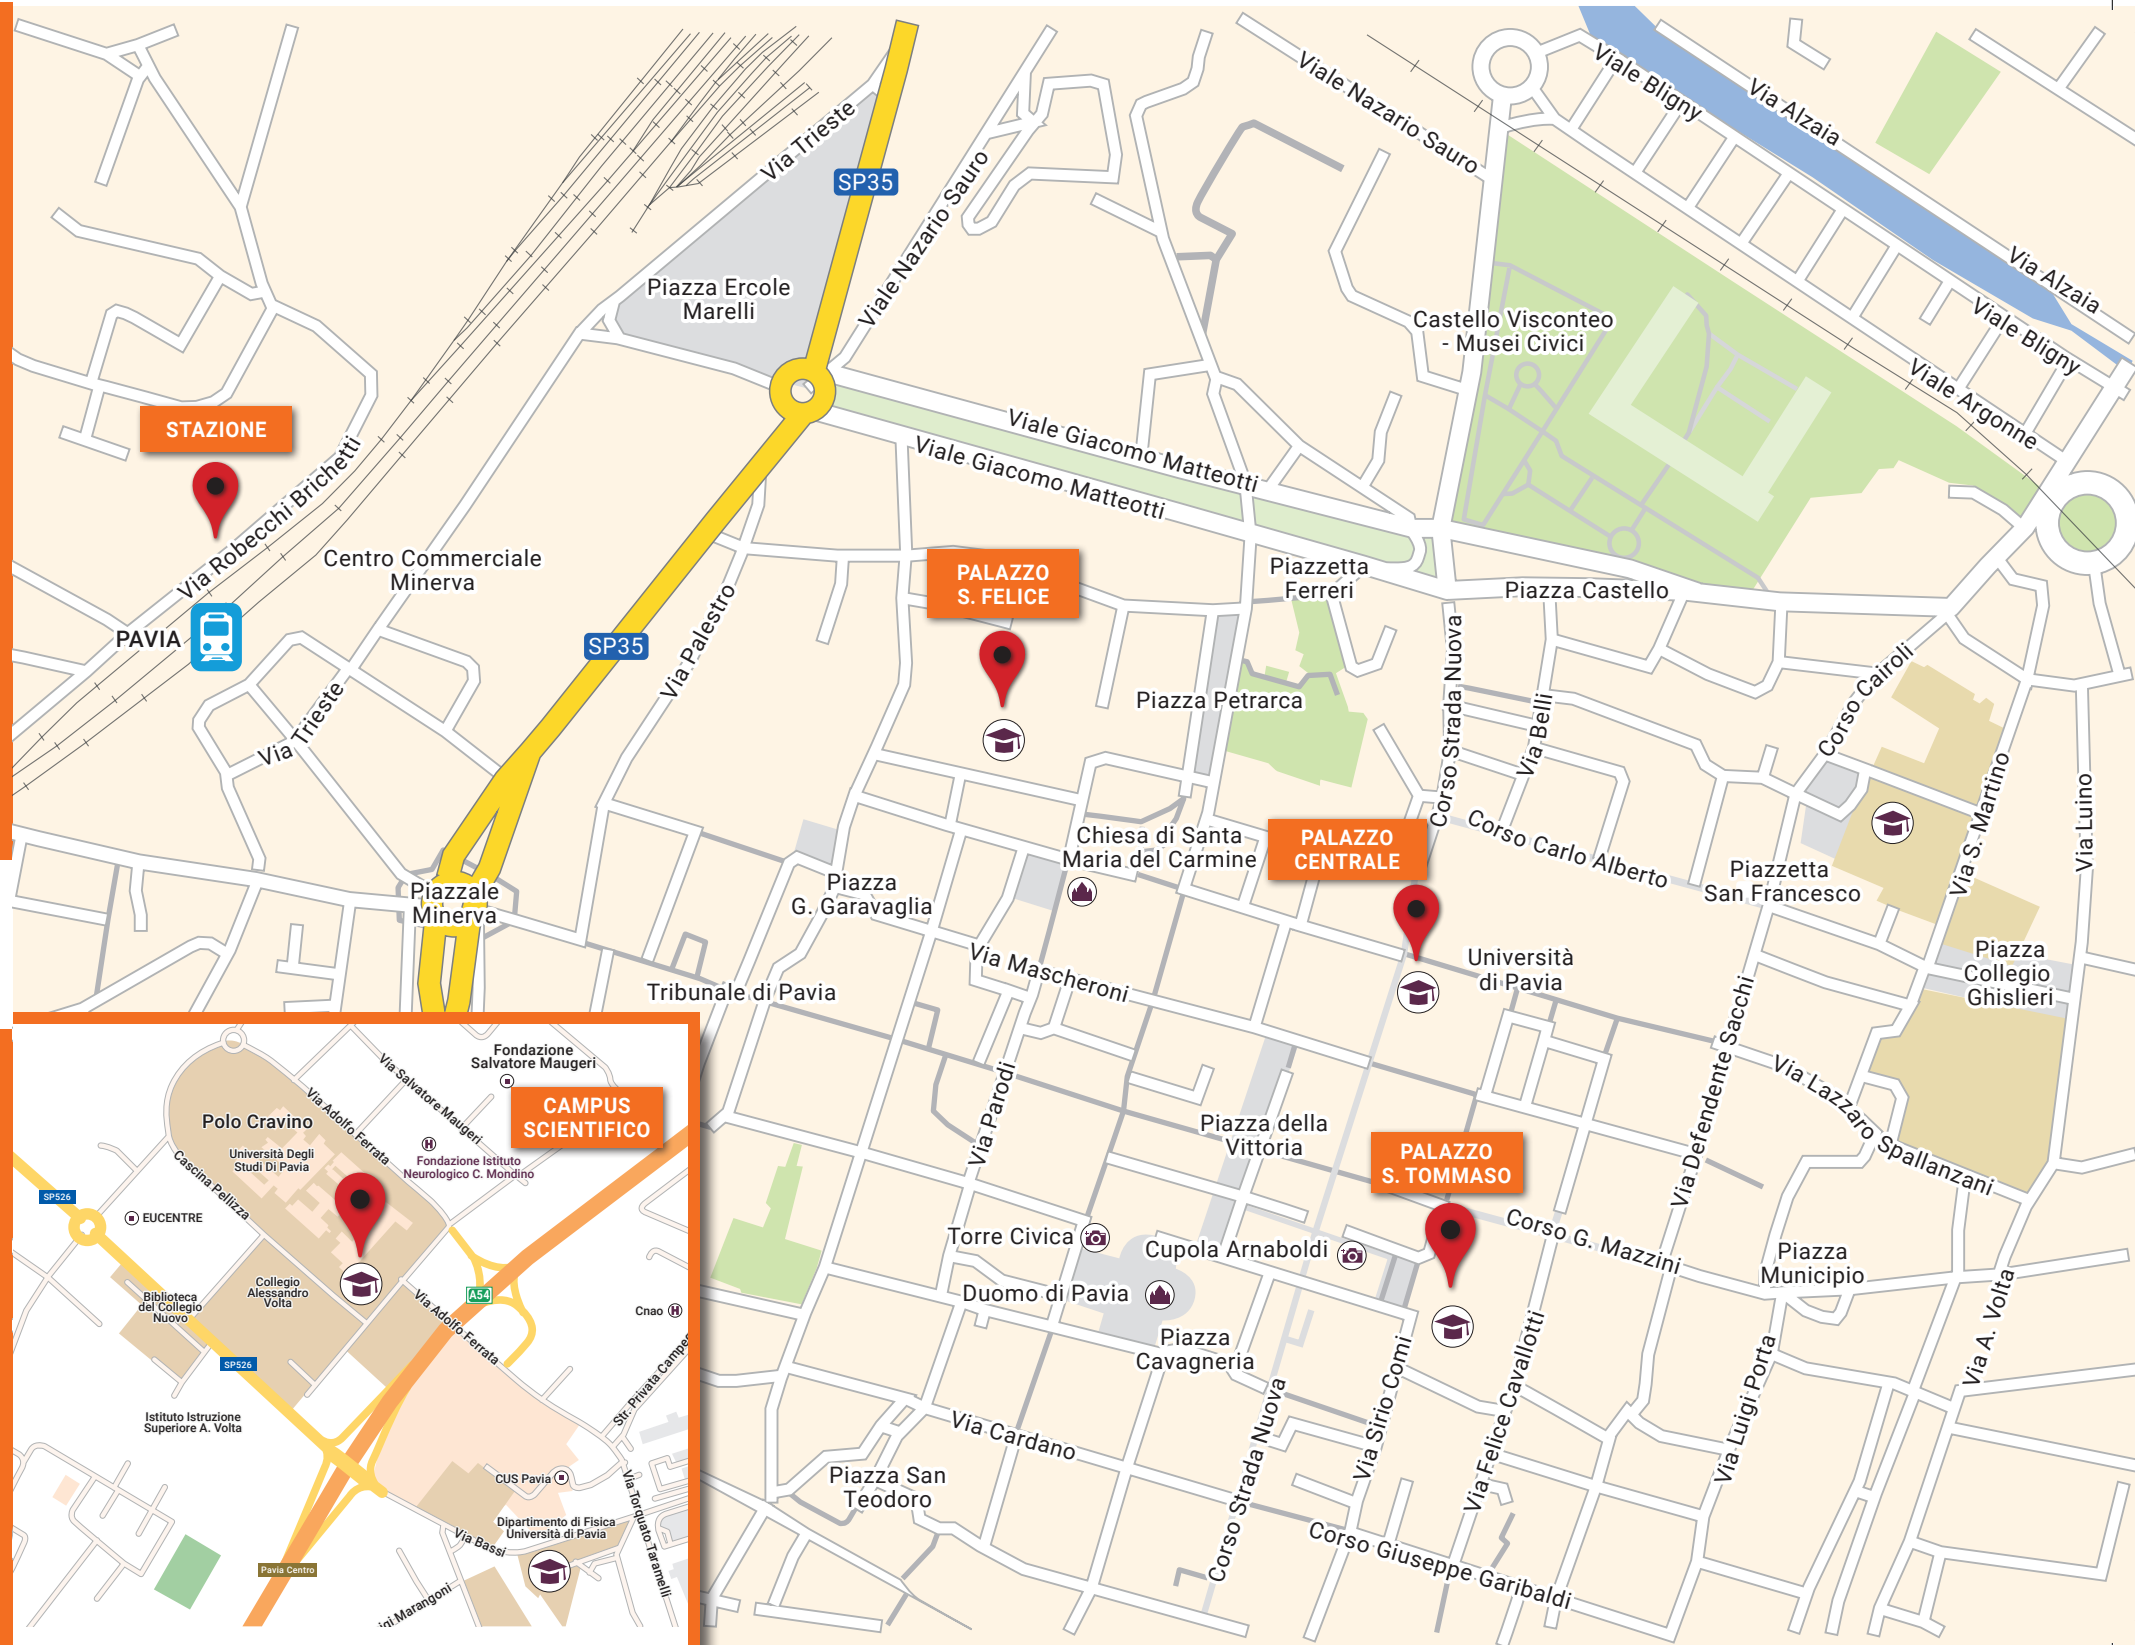 Viale Nazario Sauro
Viale Bligny
Via Alzaia
Via Trieste
SP35
Viale Nazario Sauro
Via Alzaia
Piazza Ercole
Marelli
Castello Visconteo
- Musei Civici
Viale Bligny
Viale Argonne
STAZIONE
Viale Giacomo Matteotti
Viale Giacomo Matteotti
Via Robecchi Brichetti
Centro Commerciale
Minerva
PALAZZO
S. FELICE
Piazzetta
Ferreri
Piazza Castello
PAVIA
SP35
Via Palestro
Corso Strada Nuova
Corso Cairoli
Piazza Petrarca
Via Belli
Via Trieste
Via S. Martino
Via Luino
Chiesa di Santa
Maria del Carmine
PALAZZO
CENTRALE
Corso Carlo Alberto
Piazzetta
San Francesco
Piazza
G. Garavaglia
Piazzale
Minerva
Via Mascheroni
Università
di Pavia
Piazza
Collegio
Ghislieri
Tribunale di Pavia
Via Defendente Sacchi
Via Parodi
Via Lazzaro Spallanzani
Piazza della
Vittoria
PALAZZO
S. TOMMASO
Torre Civica
Cupola Arnaboldi
Corso G. Mazzini
Piazza
Municipio
Duomo di Pavia
Piazza
Cavagneria
Via A. Volta
Via Sirio Comi
Via Felice Cavallotti
Via Luigi Porta
Corso Strada Nuova
Via Cardano
Piazza San
Teodoro
Corso Giuseppe Garibaldi
Fondazione
Salvatore Maugeri
Via Salvatore Maugeri
CAMPUS
SCIENTIFICO
Via Adolfo Ferrata
Polo Cravino
Università Degli
Studi Di Pavia
Fondazione Istituto
Neurologico C. Mondino
Cascina Pellizza
SP526
EUCENTRE
Collegio
Alessandro
Volta
A54
Biblioteca
del Collegio
Nuovo
Via Adolfo Ferrata
Cnao
SP526
Str. Privata Campe
Istituto Istruzione
Superiore A. Volta
CUS Pavia
Via Torquato Taramelli
Dipartimento di Fisica
Università di Pavia
Via Bassi
Pavia Centro
igi Marangoni